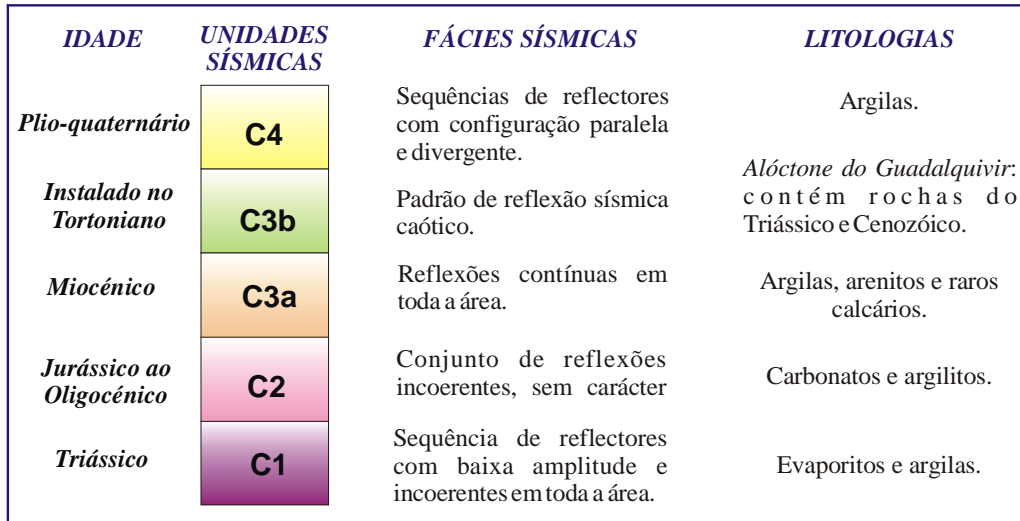 IDADE
UNIDADES
SÍSMICAS
FÁCIES SÍSMICAS
LITOLOGIAS
Plio-quaternário
C4
Sequências de reflectores
com configuração paralela
e divergente.
Argilas.
Instalado no
Tortoniano
C3b
Padrão de reflexão sísmica
caótico.
Alóctone do Guadalquivir:
contém rochas do
Triássico e Cenozóico.
Miocénico
C3a
Reflexões contínuas em
toda a área.
Argilas, arenitos e raros
calcários.
Jurássico ao
Oligocénico
C2
Conjunto de reflexões
incoerentes, sem carácter
Carbonatos e argilitos.
Triássico
C1
Sequência de reflectores
com baixa amplitude e
incoerentes em toda a área.
Evaporitos e argilas.